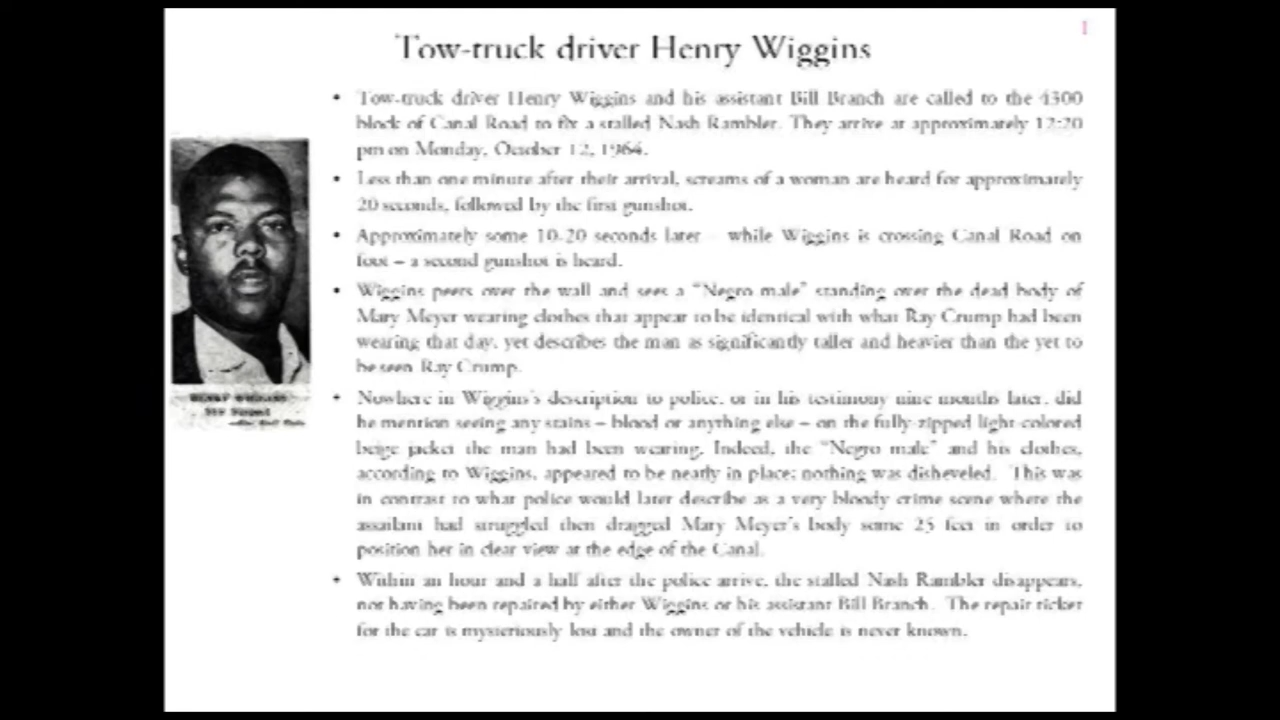 1
Tow-truck driver Henry Wiggins
• Tow-truck driver Henry Wiggins and his assistant Bill Branch are called to the 4300
block of Canal Road to fix a stalled Nash Rambler. They arrive at approximately 12:20
pm on Monday, October 12, 1964.
• Less than one minute after their arrival, screams of a woman are heard for approximately
20 seconds, followed by the first gunshot.
• Approximately some 10-20 seconds later – while Wiggins is crossing Canal Road on
foot – a second gunshot is heard.
• Wiggins peers over the wall and sees a "Negro male" standing over the dead body of
Mary Meyer wearing clothes that appear to be identical with what Ray Crump had been
wearing that day, yet describes the man as significantly taller and heavier than the yet to
be seen Ray Crump.
• Nowhere in Wiggins's description to police, or in his testimony nine months later, did
he mention seeing any stains – blood or anything else – on the fully-zipped light-colored
beige jacket the man had been wearing. Indeed, the "Negro male" and his clothes,
according to Wiggins, appeared to be neatly in place; nothing was disheveled. This was
in contrast to what police would later describe as a very bloody crime scene where the
assailant had struggled then dragged Mary Meyer's body some 25 feet in order to
position her in clear view at the edge of the Canal.
• Within an hour and a half after the police arrive, the stalled Nash Rambler disappears,
not having been repaired by either Wiggins or his assistant Bill Branch. The repair ticket
for the car is mysteriously lost and the owner of the vehicle is never known.
HENRY WIGGINS